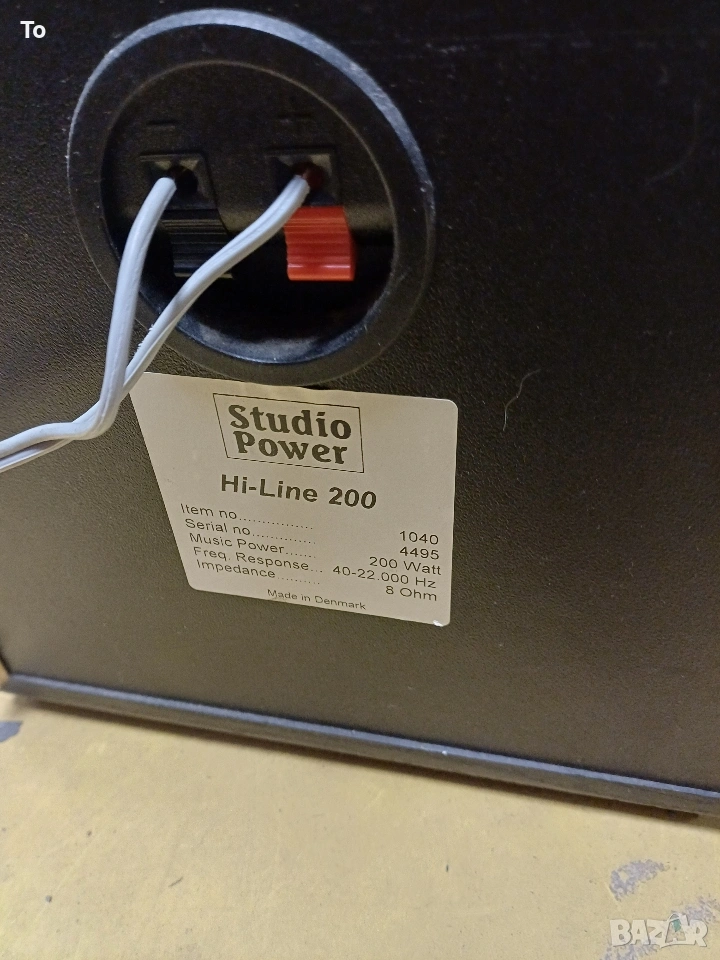 To
− +
Studio
Power
Hi-Line 200
Item no................ 1040
Serial no.............. 4495
Music Power....... 200 Watt
Freq. Response... 40-22.000 Hz
Impedance.......... 8 Ohm
Made in Denmark
BAZAR